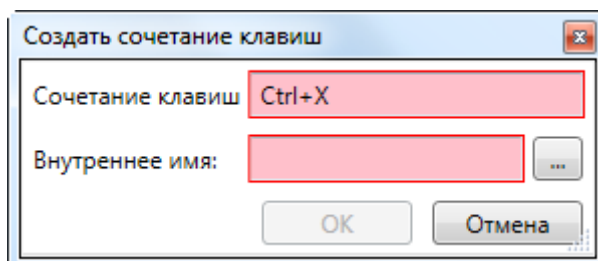 Создать сочетание клавиш
Сочетание клавиш Ctrl+X
Внутреннее имя: ...
OK Отмена